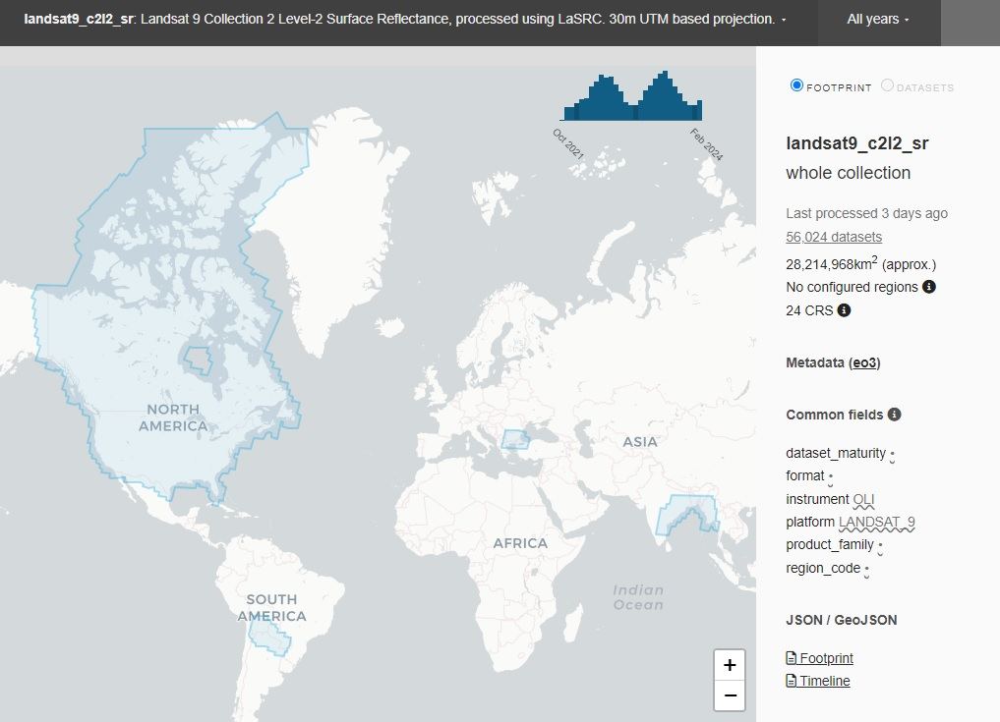 landsat9_c2l2_sr: Landsat 9 Collection 2 Level-2 Surface Reflectance, processed using LaSRC. 30m UTM based projection.
All years
Oct 2021
Feb 2024
NORTH
AMERICA
ASIA
AFRICA
Indian
Ocean
SOUTH
AMERICA
+
−
FOOTPRINT DATASETS
landsat9_c2l2_sr
whole collection
Last processed 3 days ago
56,024 datasets
28,214,968km² (approx.)
No configured regions i
24 CRS i
Metadata (eo3)
Common fields i
dataset_maturity
format
instrument OLI
platform LANDSAT_9
product_family
region_code
JSON / GeoJSON
Footprint
Timeline